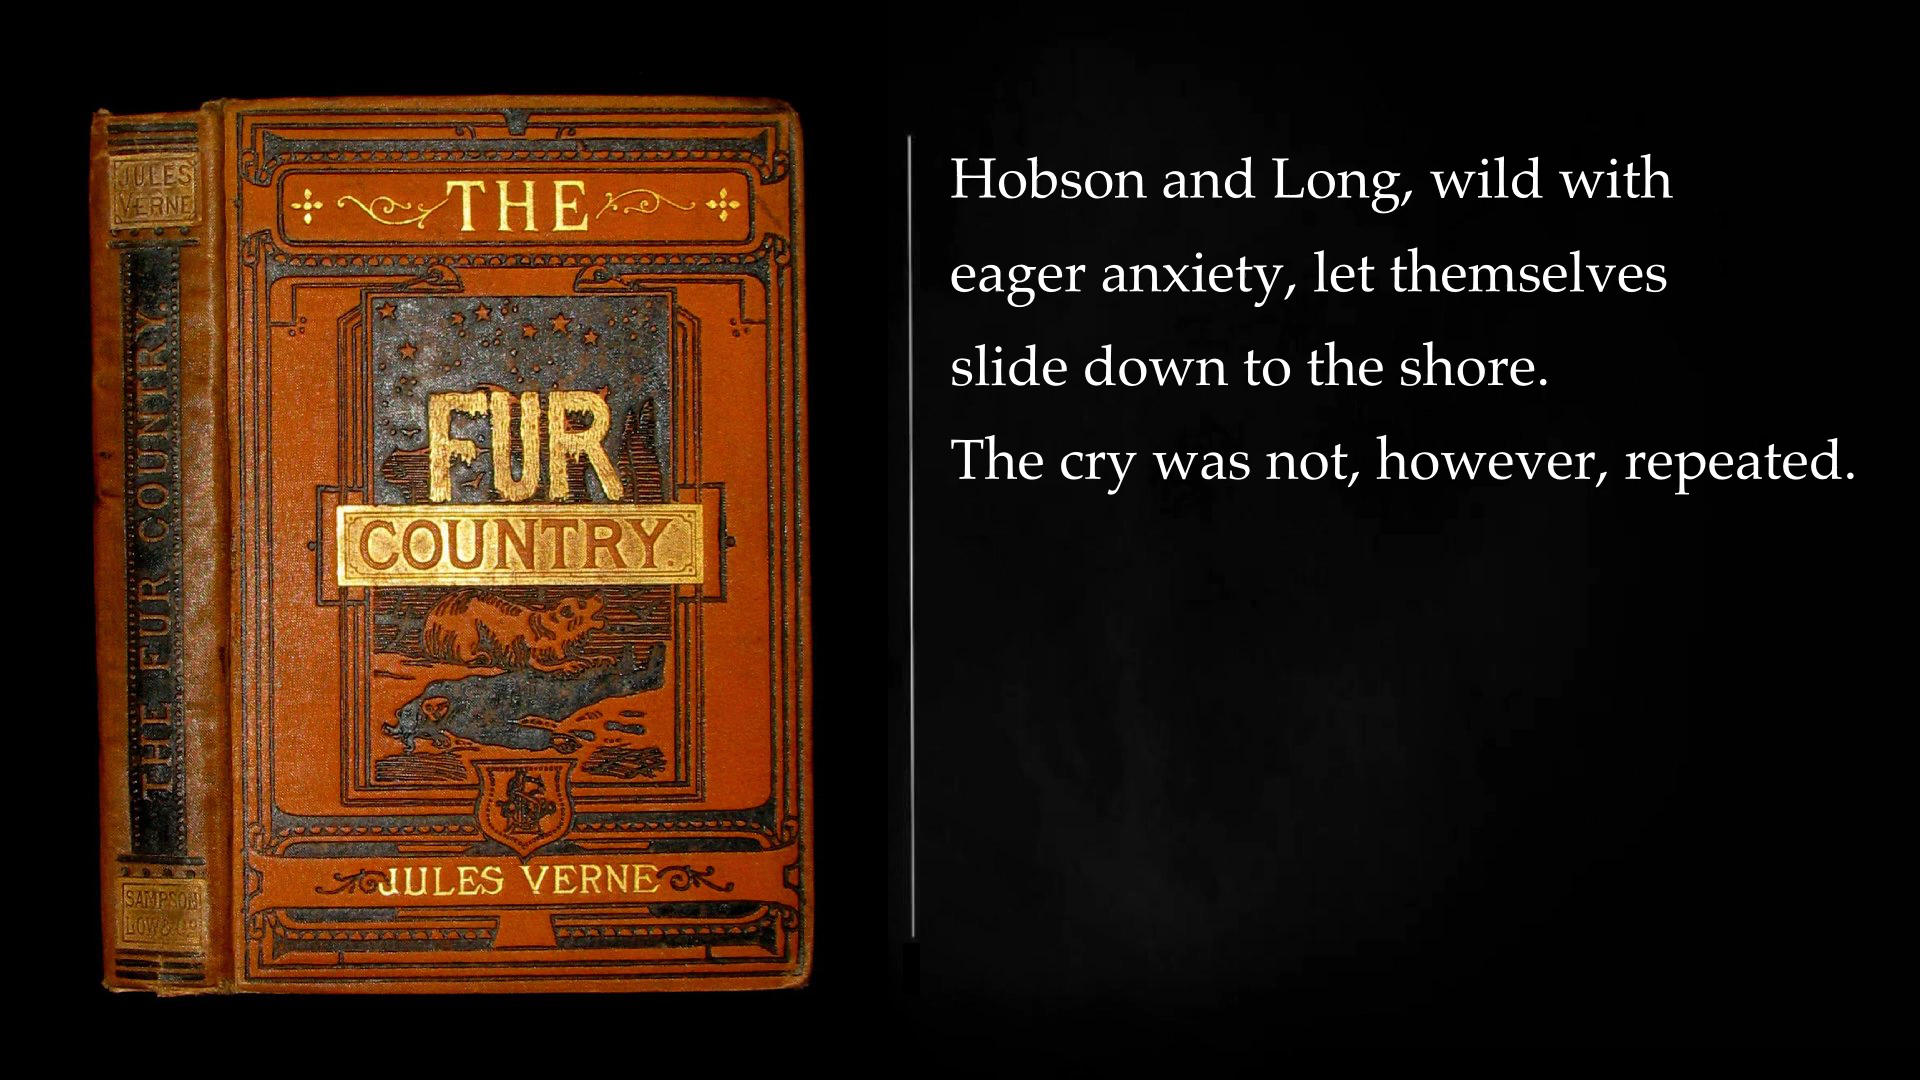 JULES
VERNE
THE FUR COUNTRY.
SAMPSON
LOW & Co
THE
FUR
COUNTRY.
JULES VERNE
Hobson and Long, wild with
eager anxiety, let themselves
slide down to the shore.
The cry was not, however, repeated.